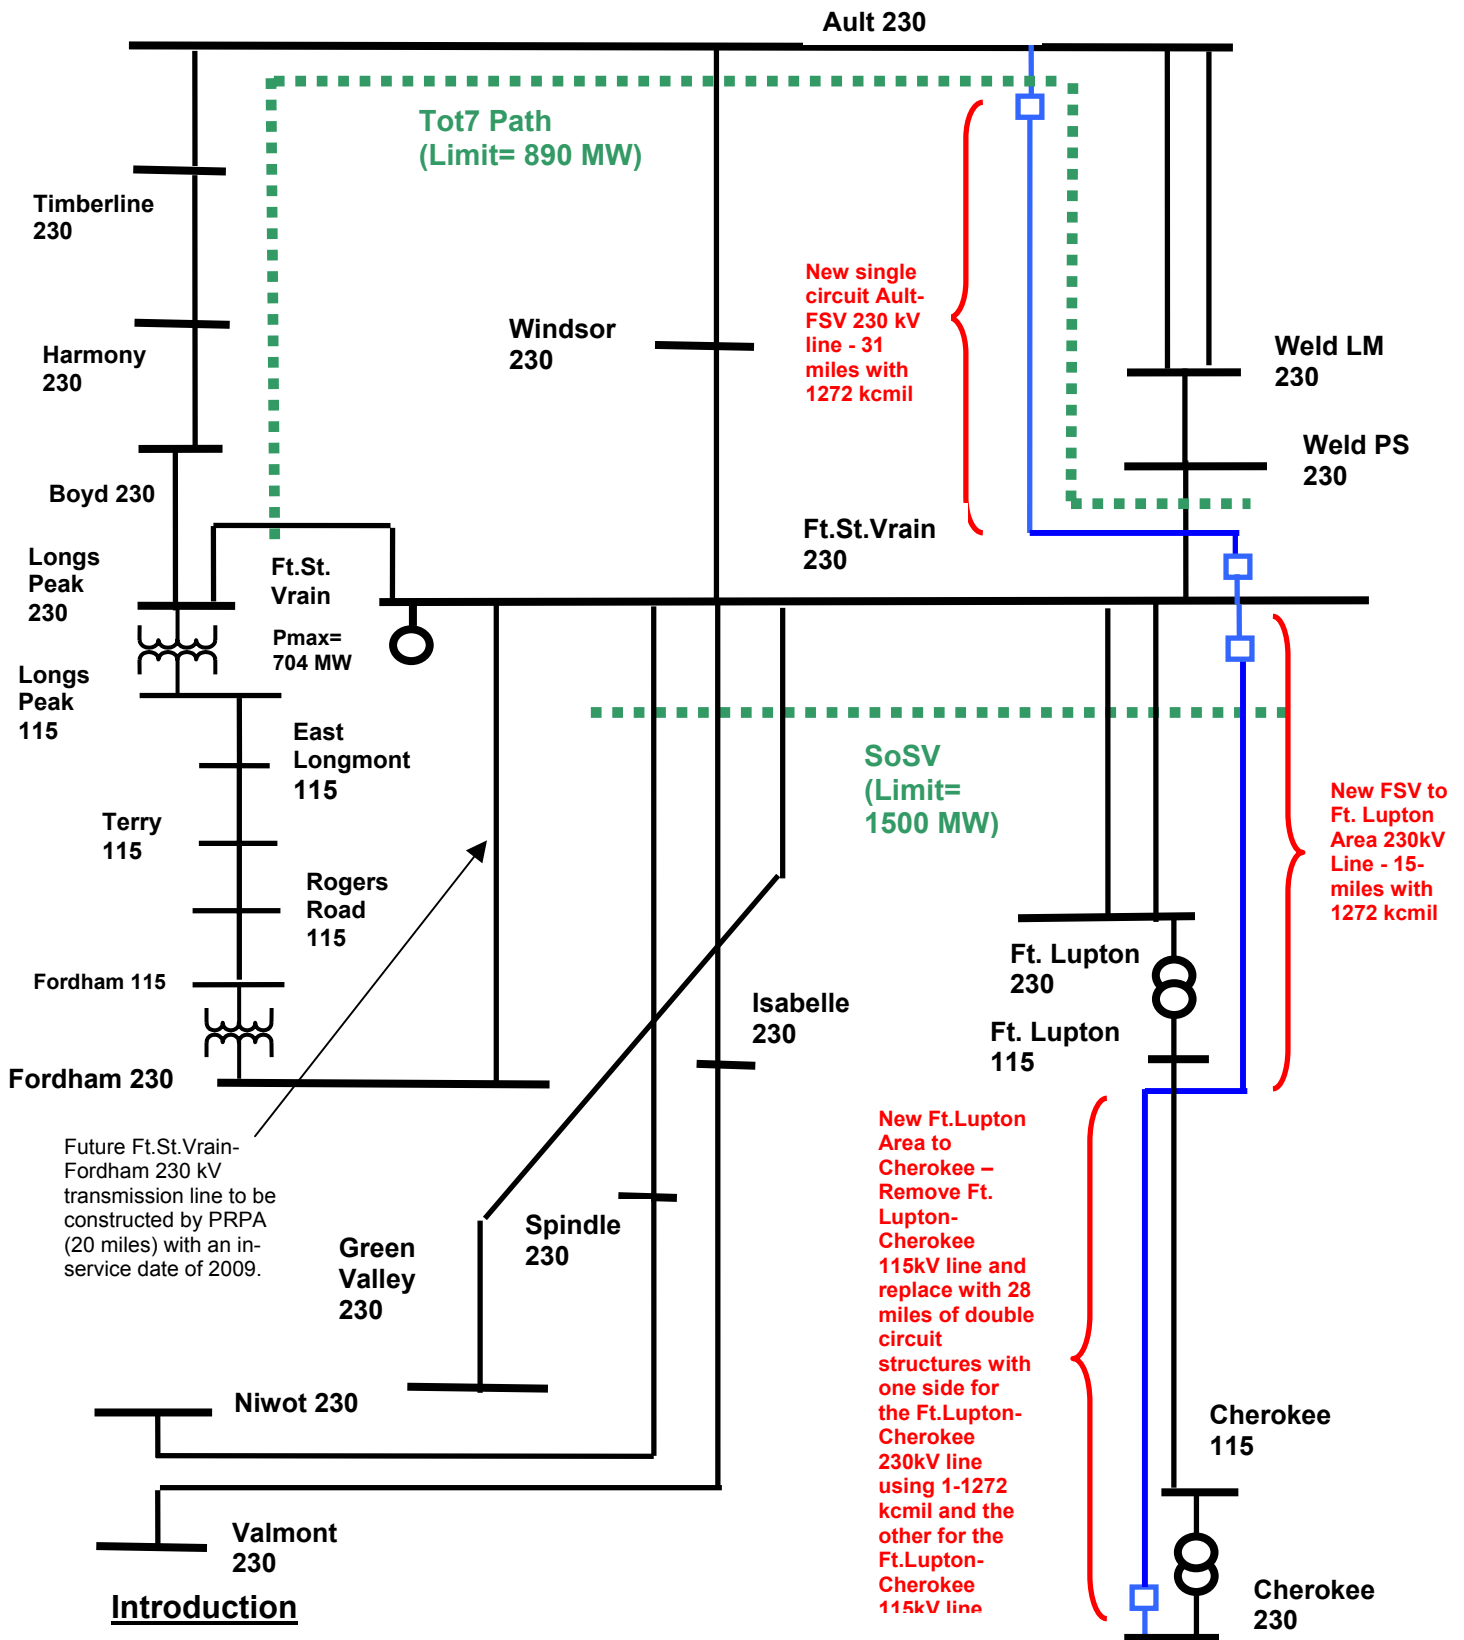 Ault 230
Tot7 Path
(Limit= 890 MW)
Timberline
230
New single
circuit Ault-
FSV 230 kV
line - 31
miles with
1272 kcmil
Windsor
230
Harmony
230
Weld LM
230
Weld PS
230
Boyd 230
Ft.St.Vrain
230
Longs
Peak
230
Ft.St.
Vrain
Pmax=
704 MW
Longs
Peak
115
East
Longmont
115
SoSV
(Limit=
1500 MW)
New FSV to
Ft. Lupton
Area 230kV
Line - 15-
miles with
1272 kcmil
Terry
115
Rogers
Road
115
Ft. Lupton
230
Fordham 115
Isabelle
230
Ft. Lupton
115
Fordham 230
Future Ft.St.Vrain-
Fordham 230 kV
transmission line to be
constructed by PRPA
(20 miles) with an in-
service date of 2009.
New Ft.Lupton
Area to
Cherokee –
Remove Ft.
Lupton-
Cherokee
115kV line and
replace with 28
miles of double
circuit
structures with
one side for
the Ft.Lupton-
Cherokee
230kV line
using 1-1272
kcmil and the
other for the
Ft.Lupton-
Cherokee
115kV line
Spindle
230
Green
Valley
230
Niwot 230
Cherokee
115
Valmont
230
Cherokee
230
Introduction